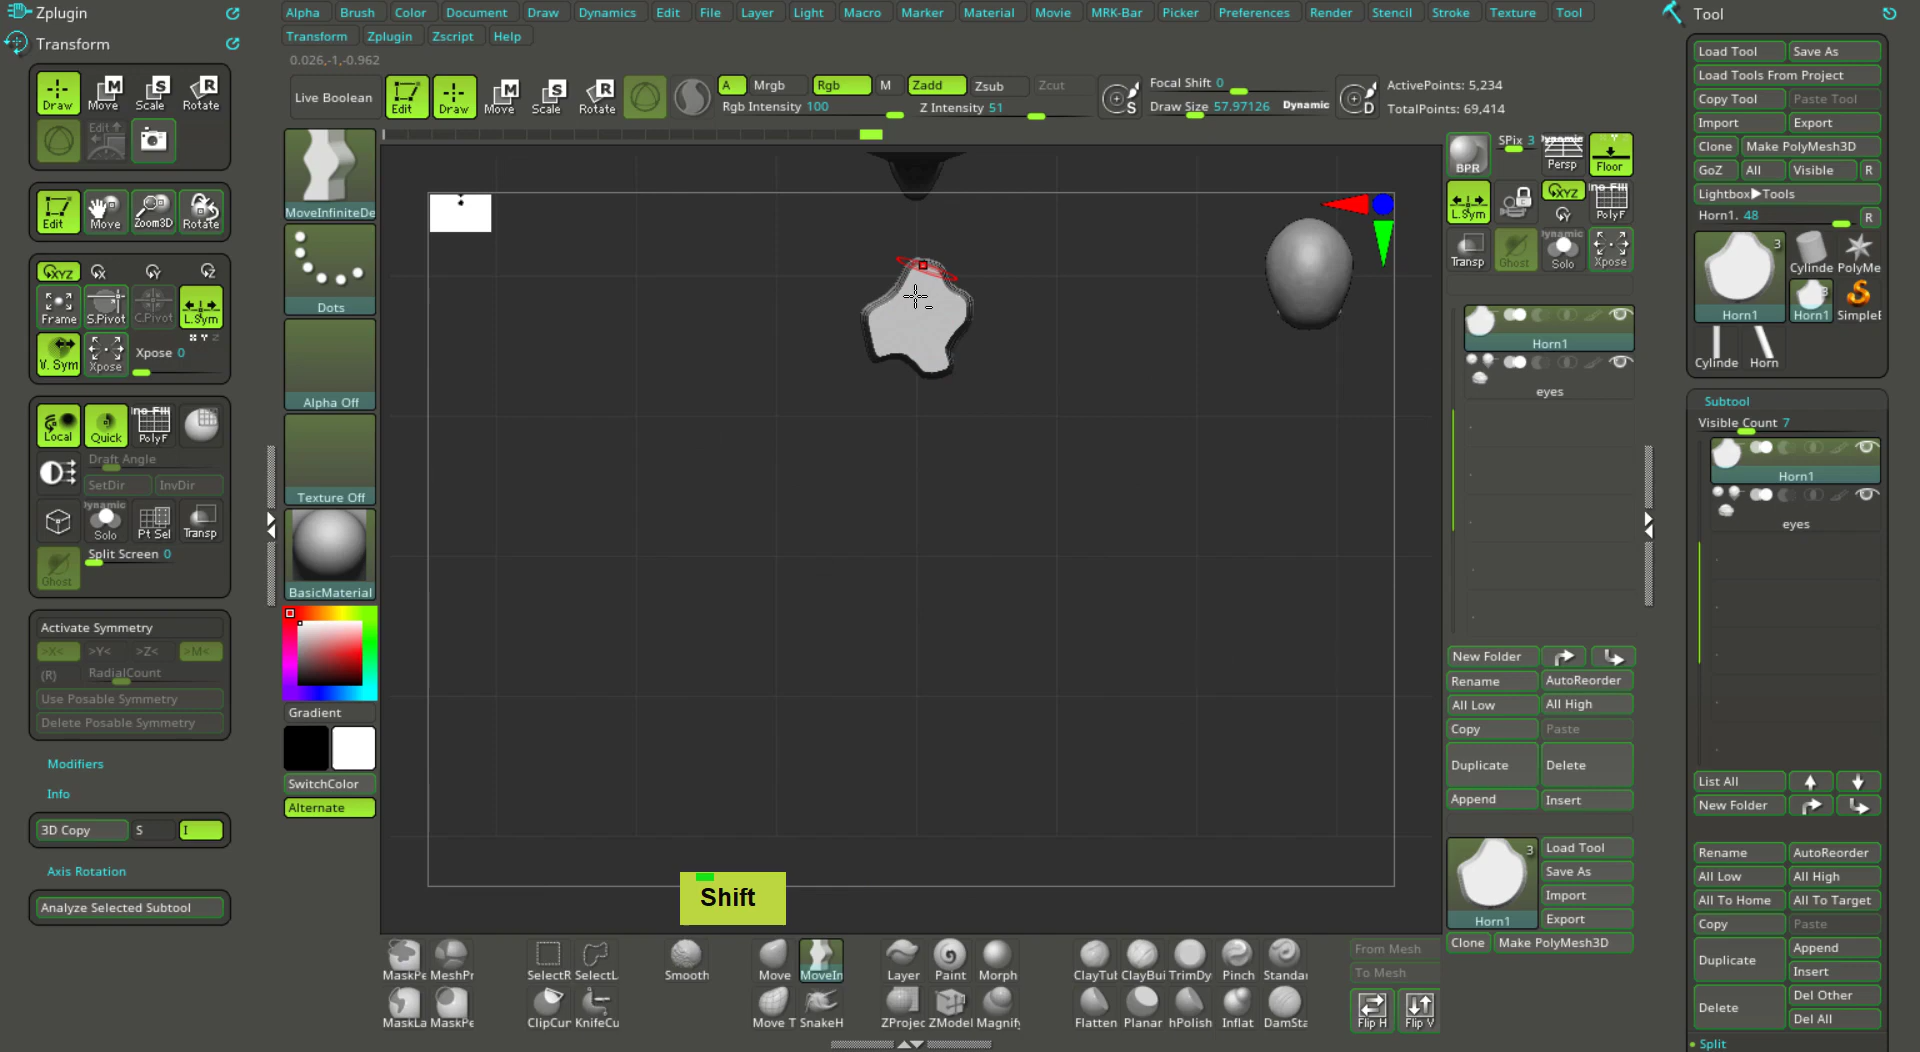 Zplugin
Transform
Draw
Move
Scale
Rotate
Edit
Edit
Move
Zoom3D
Rotate
XYZ
Frame
S.Pivot
C.Pivot
L.Sym
V. Sym
Xpose
Xpose 0
Local
Quick
PolyF
Draft Angle
SetDir
InvDir
Dynamic
Solo
Pt Sel
Transp
Ghost
Split Screen 0
Activate Symmetry
>X<
>Y<
>Z<
>M<
(R)
RadialCount
Use Posable Symmetry
Delete Posable Symmetry
Modifiers
Info
3D Copy
S
I
Axis Rotation
Analyze Selected Subtool
Alpha
Brush
Color
Document
Draw
Dynamics
Edit
File
Layer
Light
Macro
Marker
Material
Movie
MRK-Bar
Picker
Preferences
Render
Stencil
Stroke
Texture
Tool
Transform
Zplugin
Zscript
Help
0.026,-1,-0.962
Live Boolean
Edit
Draw
Move
Scale
Rotate
A
Mrgb
Rgb
M
Rgb Intensity 100
Zadd
Zsub
Zcut
Z Intensity 51
S
Focal Shift 0
Draw Size 57.97126
Dynamic
D
ActivePoints: 5,234
TotalPoints: 69,414
MoveInfiniteDe
Dots
Alpha Off
Texture Off
BasicMaterial
Gradient
SwitchColor
Alternate
Shift
MaskPe
MeshPr
SelectR
SelectL
Smooth
Move
MoveIn
Layer
Paint
Morph
ClayTu
ClayBui
TrimDy
Pinch
Standa
From Mesh
To Mesh
MaskLa
MaskPe
ClipCur
KnifeCu
Move T
SnakeH
ZProjec
ZModel
Magnif
Flatten
Planar
hPolish
Inflat
DamSta
Flip H
Flip V
BPR
SPix 3
Dynamic
Persp
Floor
L.Sym
XYZ
PolyF
Transp
Ghost
Dynamic
Solo
Xpose
Horn1
eyes
New Folder
Rename
AutoReorder
All Low
All High
Copy
Paste
Duplicate
Delete
Append
Insert
3
Horn1
Load Tool
Save As
Import
Export
Clone
Make PolyMesh3D
Tool
Load Tool
Save As
Load Tools From Project
Copy Tool
Paste Tool
Import
Export
Clone
Make PolyMesh3D
GoZ
All
Visible
R
Lightbox▶Tools
Horn1. 48
R
3
Horn1
Cylinde
PolyMe
3
Horn1
SimpleB
Cylinde
Horn
Subtool
Visible Count 7
Horn1
eyes
List All
New Folder
Rename
AutoReorder
All Low
All High
All To Home
All To Target
Copy
Paste
Duplicate
Append
Insert
Delete
Del Other
Del All
Split